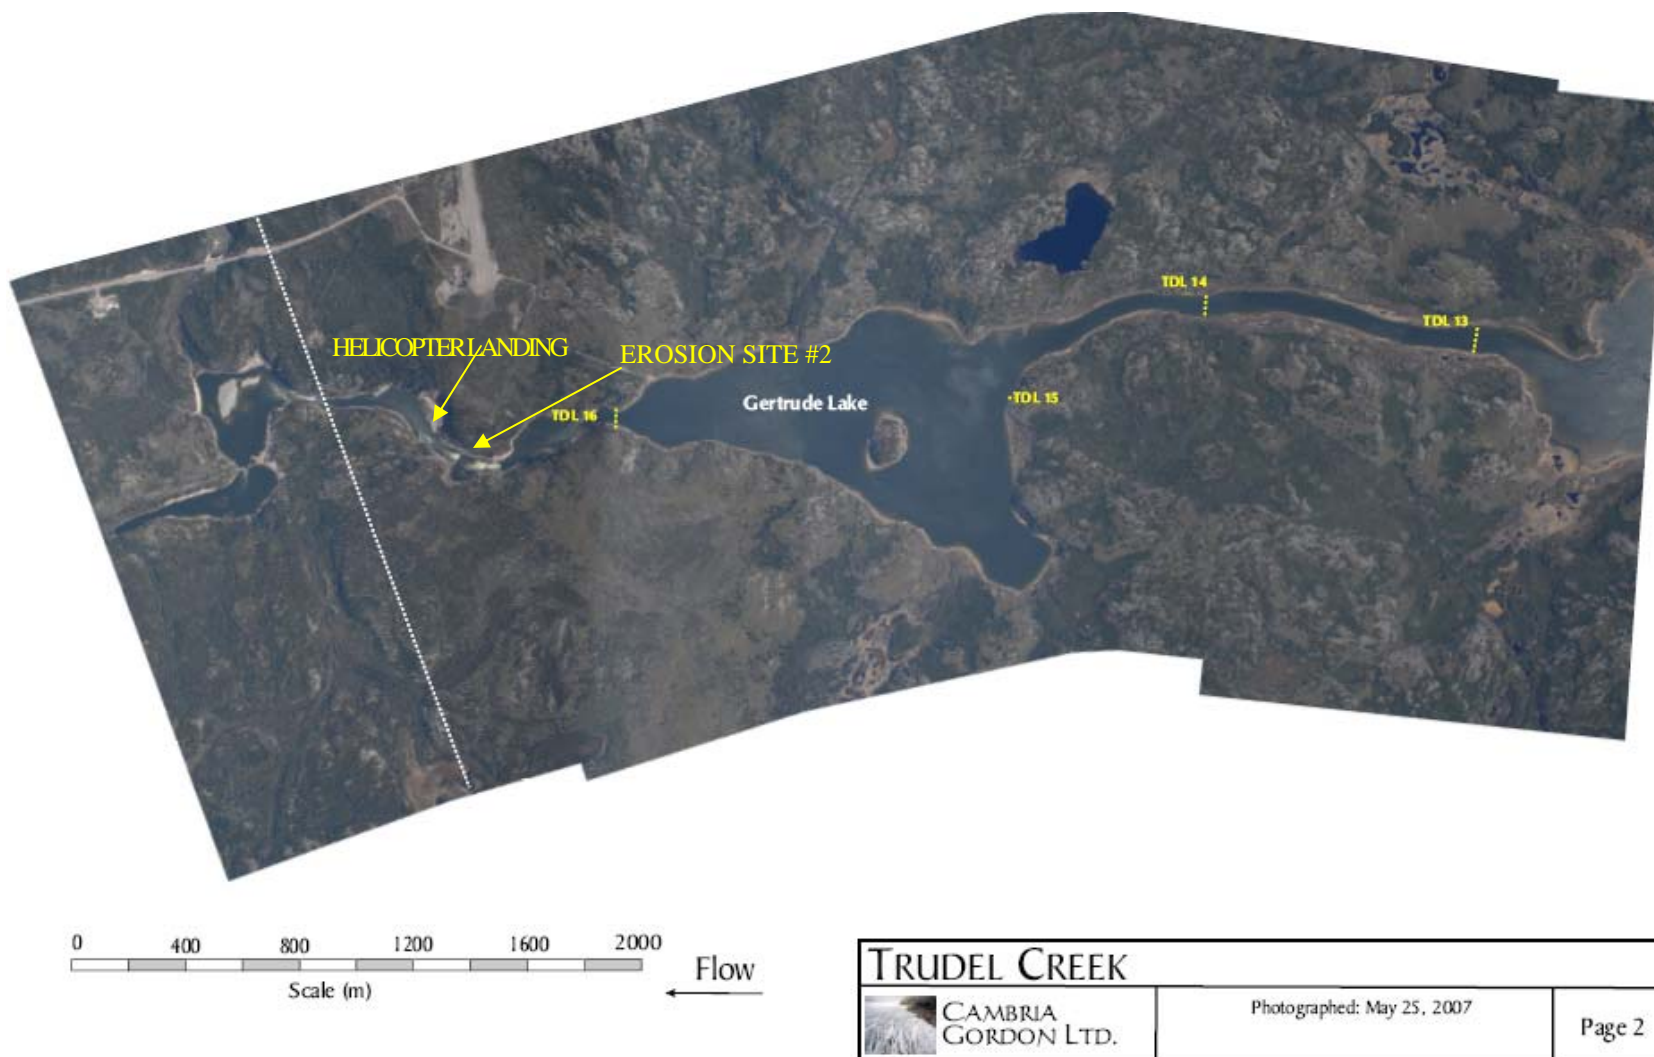 TDL 14
TDL 13
HELICOPTER LANDING
EROSION SITE #2
TDL 16
Gertrude Lake
TDL 15
0 400 800 1200 1600 2000
Scale (m)
Flow
TRUDEL CREEK
CAMBRIA
GORDON LTD.
Photographed: May 25, 2007
Page 2